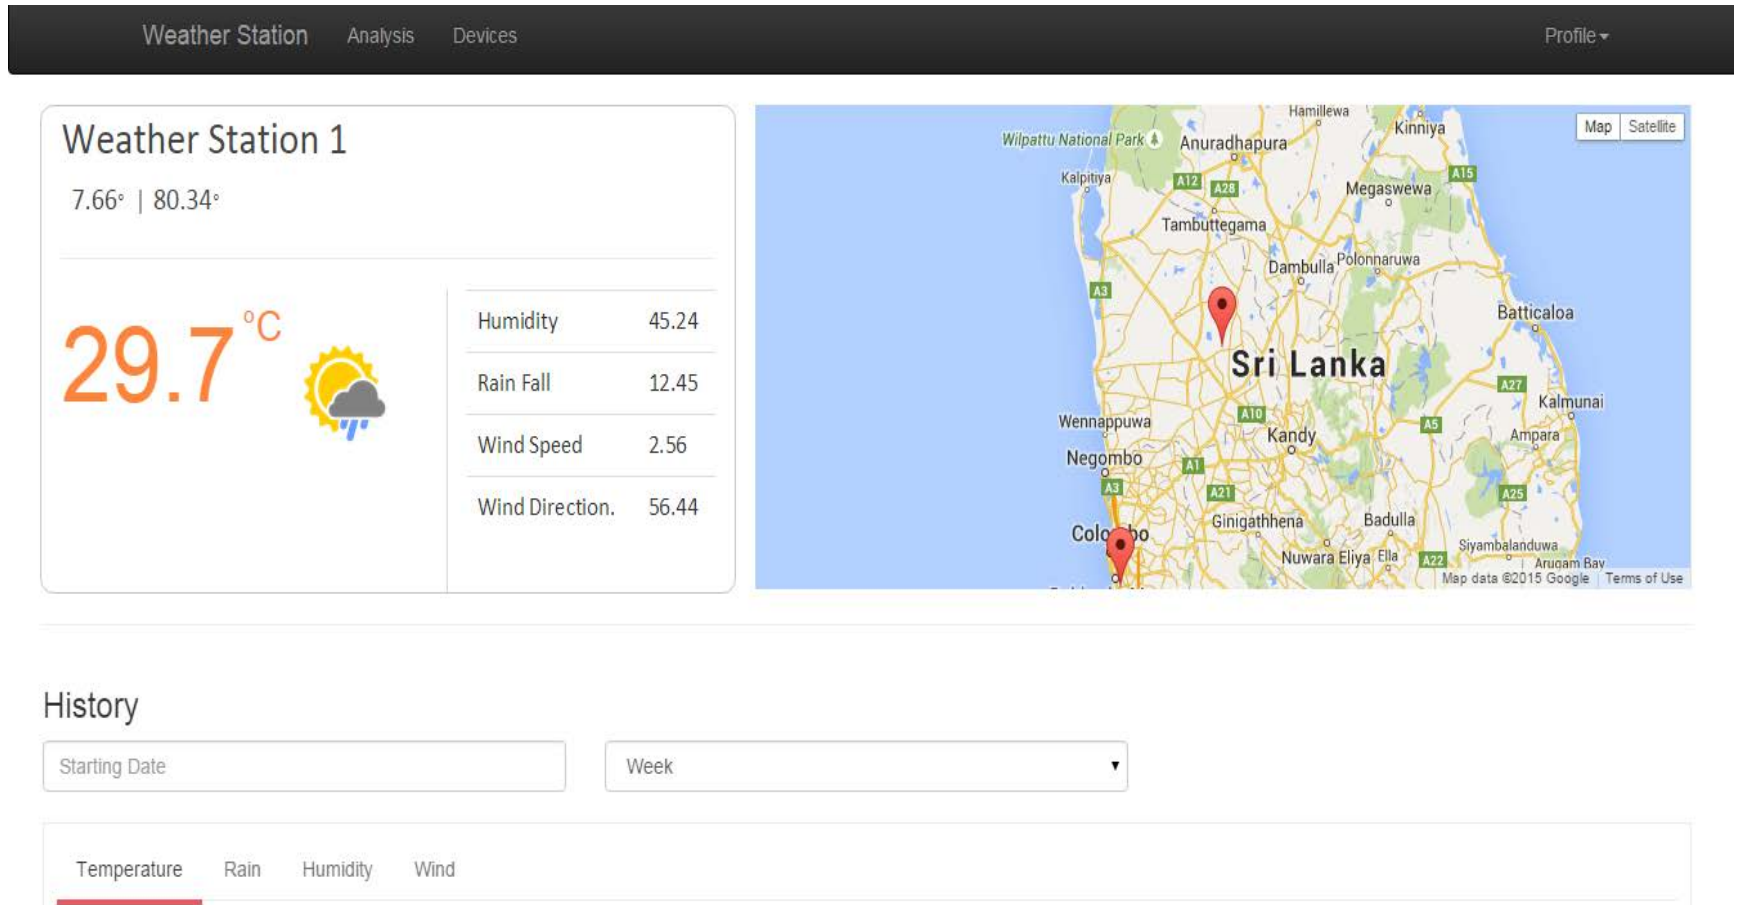 Weather Station Analysis Devices Profile
Weather Station 1
7.66° | 80.34°
29.7 °C
Humidity 45.24
Rain Fall 12.45
Wind Speed 2.56
Wind Direction. 56.44
Hamillewa
Kinniya
Map Satellite
Wilpattu National Park
Anuradhapura
Kalpitiya
A12
A28
Megaswewa
A15
Tambuttegama
Dambulla
Polonnaruwa
A3
Batticaloa
Sri Lanka
A27
Kalmunai
Wennappuwa
A10
Kandy
A5
Ampara
Negombo
A1
A3
A21
A25
Colo bo
Ginigathhena
Badulla
Nuwara Eliya
Ella
A22
Siyambalanduwa
Arugam Bay
Map data ©2015 Google Terms of Use
History
Starting Date
Week
Temperature Rain Humidity Wind